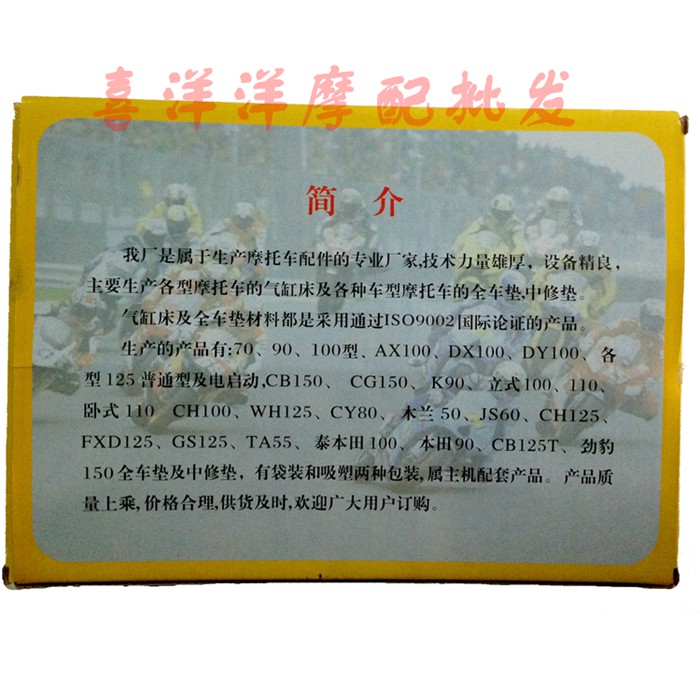 喜洋洋摩配批发
简 介
我厂是属于生产摩托车配件的专业厂家,技术力量雄厚，设备精良，
主要生产各型摩托车的气缸床及各种车型摩托车的全车垫,中修垫。
气缸床及全车垫材料都是采用通过ISO9002国际论证的产品。
生产的产品有:70、90、100型、AX100、DX100、DY100、各
型125普通型及电启动,CB150、 CG150、K90、立式100、110、
卧式110 CH100、WH125、CY80、木兰50、JS60、CH125、
FXD125、GS125、TA55、泰本田100、本田90、CB125T、劲豹
150全车垫及中修垫，有袋装和吸塑两种包装,属主机配套产品。产品质
量上乘,价格合理,供货及时,欢迎广大用户订购。